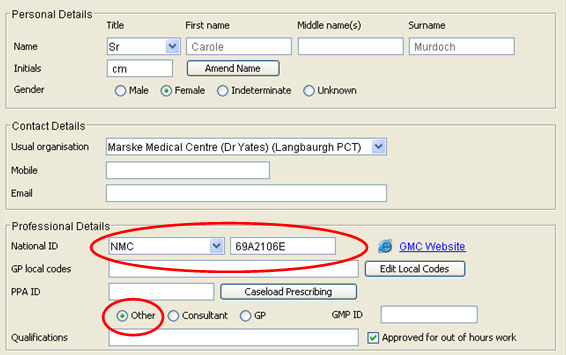 Personal Details
Title First name Middle name(s) Surname
Name Sr Carole Murdoch
Initials cm Amend Name
Gender Male Female Indeterminate Unknown
Contact Details
Usual organisation Marske Medical Centre (Dr Yates) (Langbaurgh PCT)
Mobile
Email
Professional Details
National ID NMC 69A2106E GMC Website
GP local codes Edit Local Codes
PPA ID Caseload Prescribing
Other Consultant GP GMP ID
Qualifications Approved for out of hours work